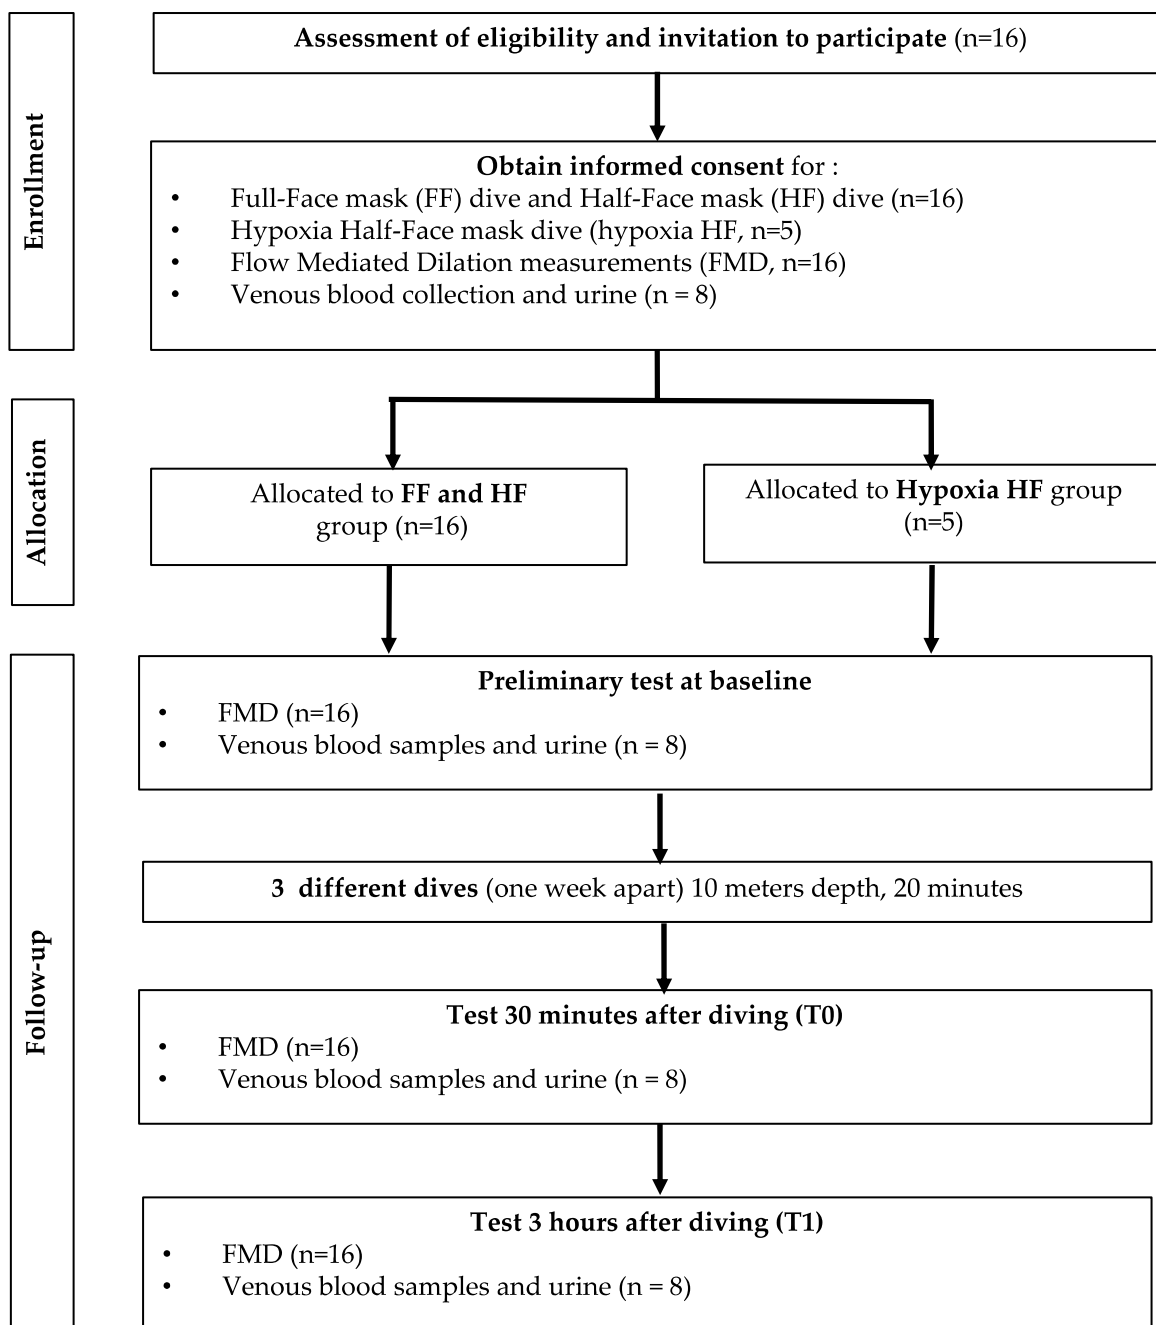 Enrollment
Assessment of eligibility and invitation to participate (n=16)
Obtain informed consent for :
• Full-Face mask (FF) dive and Half-Face mask (HF) dive (n=16)
• Hypoxia Half-Face mask dive (hypoxia HF, n=5)
• Flow Mediated Dilation measurements (FMD, n=16)
• Venous blood collection and urine (n = 8)
Allocation
Allocated to FF and HF
group (n=16)
Allocated to Hypoxia HF group
(n=5)
Follow-up
Preliminary test at baseline
• FMD (n=16)
• Venous blood samples and urine (n = 8)
3 different dives (one week apart) 10 meters depth, 20 minutes
Test 30 minutes after diving (T0)
• FMD (n=16)
• Venous blood samples and urine (n = 8)
Test 3 hours after diving (T1)
• FMD (n=16)
• Venous blood samples and urine (n = 8)